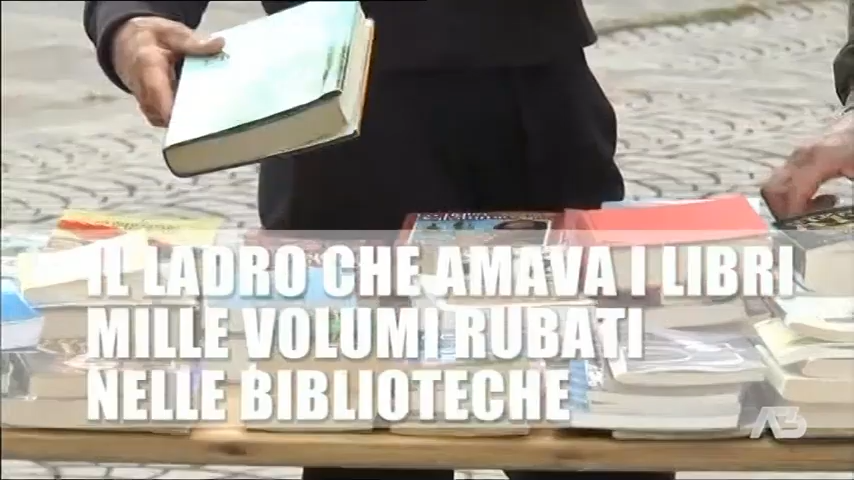 IL LADRO CHE AMAVA I LIBRI
MILLE VOLUMI RUBATI
NELLE BIBLIOTECHE